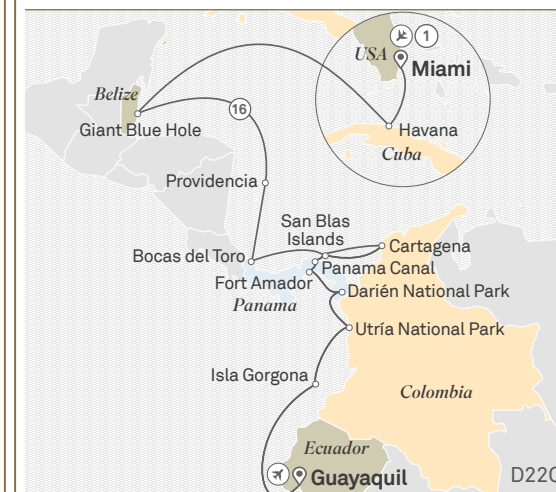 USA
1
Miami
Belize
16
Giant Blue Hole
Havana
Cuba
Providencia
San Blas
Islands
Bocas del Toro
Cartagena
Panama Canal
Fort Amador
Darién National Park
Panama
Utría National Park
Isla Gorgona
Colombia
Ecuador
Guayaquil